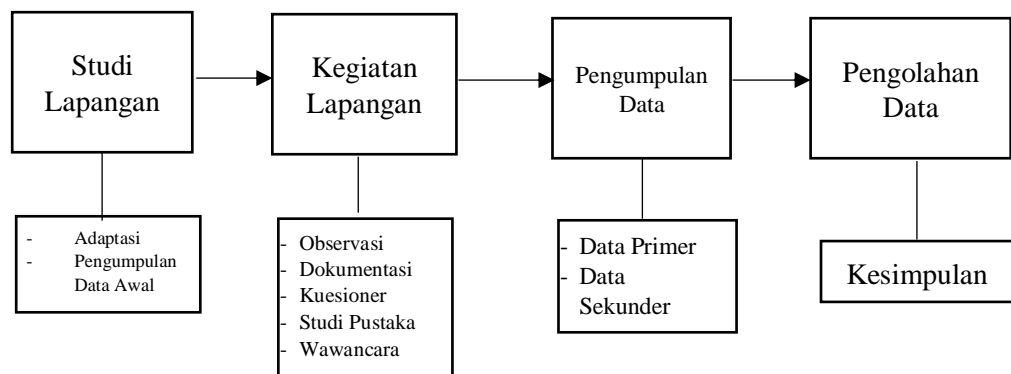 Studi
Lapangan
Kegiatan
Lapangan
Pengumpulan
Data
Pengolahan
Data
- Adaptasi
- Pengumpulan
Data Awal
- Observasi
- Dokumentasi
- Kuesioner
- Studi Pustaka
- Wawancara
- Data Primer
- Data
Sekunder
Kesimpulan